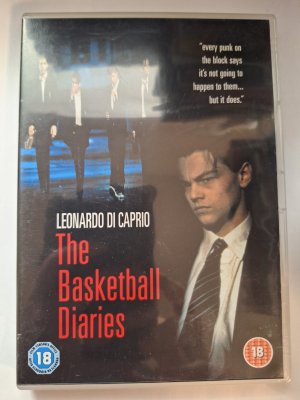 "every punk on
the block says
it's not going to
happen to them...
but it does."
LEONARDO DI CAPRIO
The
Basketball
Diaries
18
18